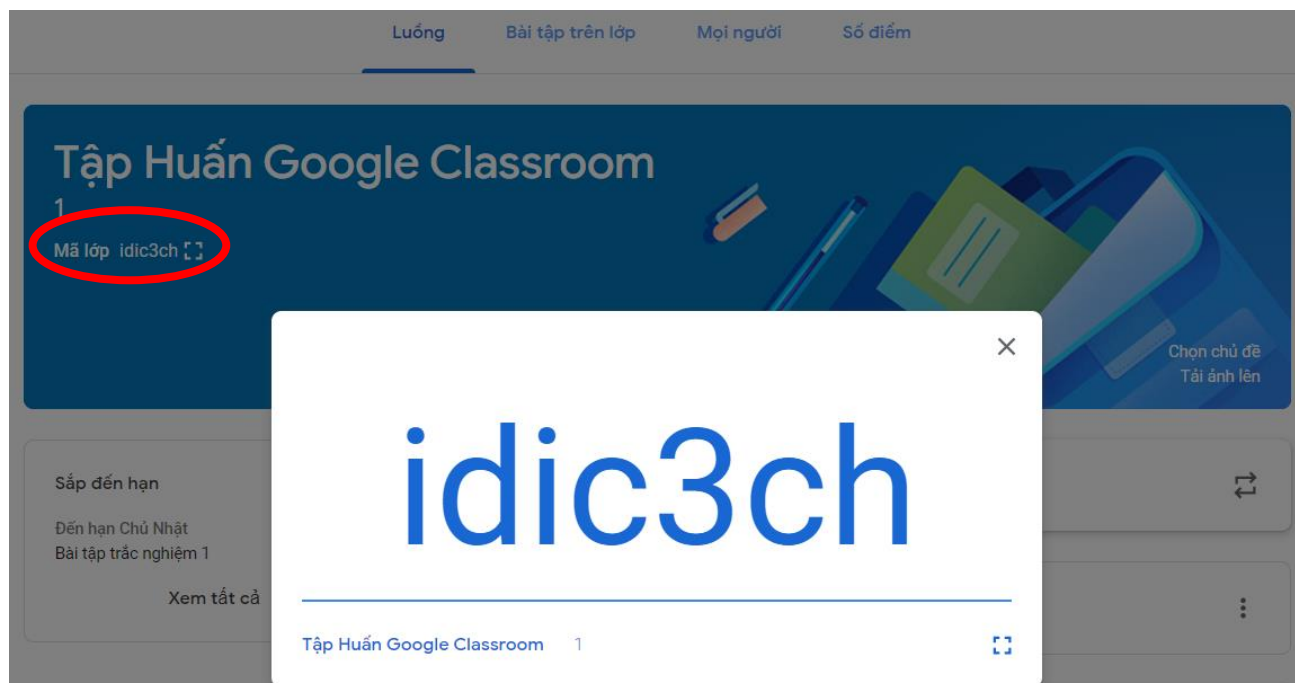 Luồng Bài tập trên lớp Mọi người Số điểm
Tập Huấn Google Classroom
1
Mã lớp idic3ch
Chọn chủ đề
Tải ảnh lên
idic3ch
Sắp đến hạn
Đến hạn Chủ Nhật
Bài tập trắc nghiệm 1
Xem tất cả
Tập Huấn Google Classroom 1